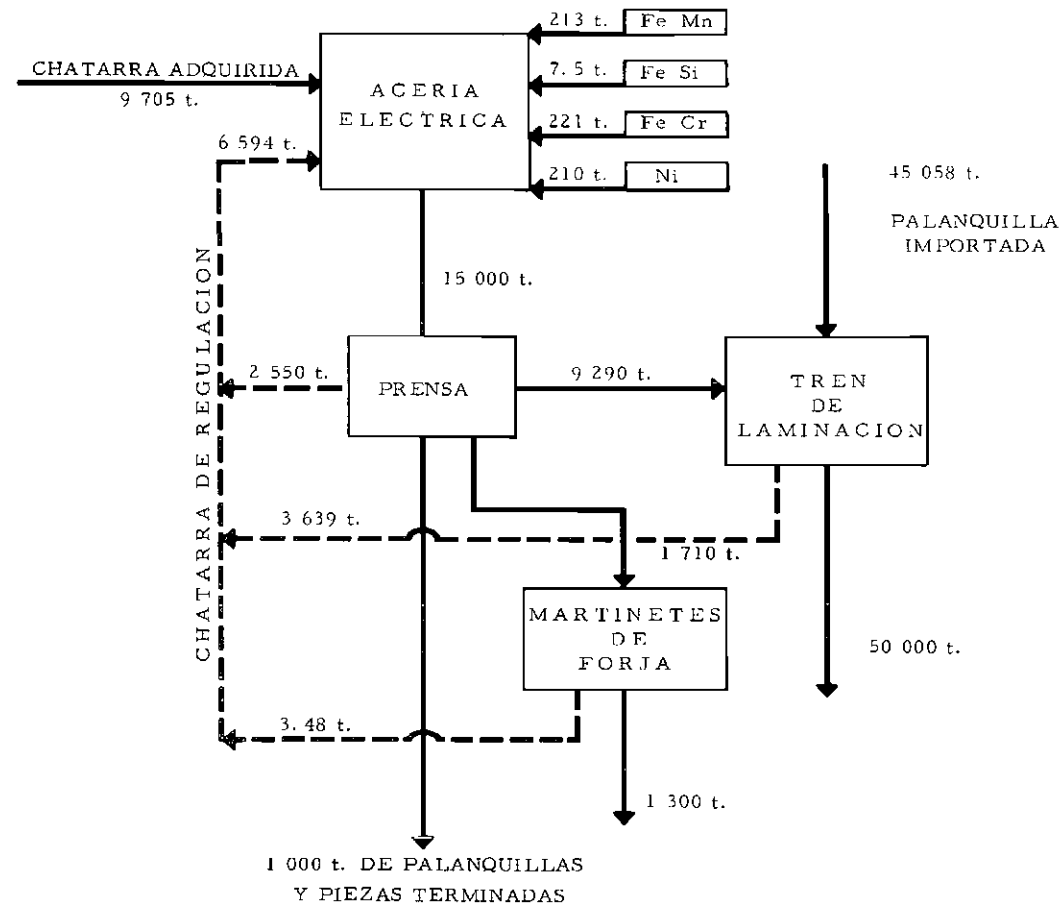 213 t. Fe Mn
CHATARRA ADQUIRIDA
9 705 t.
ACERIA
ELECTRICA
7.5 t. Fe Si
221 t. Fe Cr
6 594 t.
210 t. Ni
45 058 t.
PALANQUILLA
IMPORTADA
CHATARRA DE REGULACION
15 000 t.
2 550 t.
PRENSA
9 290 t.
TREN
DE
LAMINACION
3 639 t.
1 710 t.
MARTINETES
DE
FORJA
50 000 t.
3.48 t.
1 300 t.
1 000 t. DE PALANQUILLAS
Y PIEZAS TERMINADAS